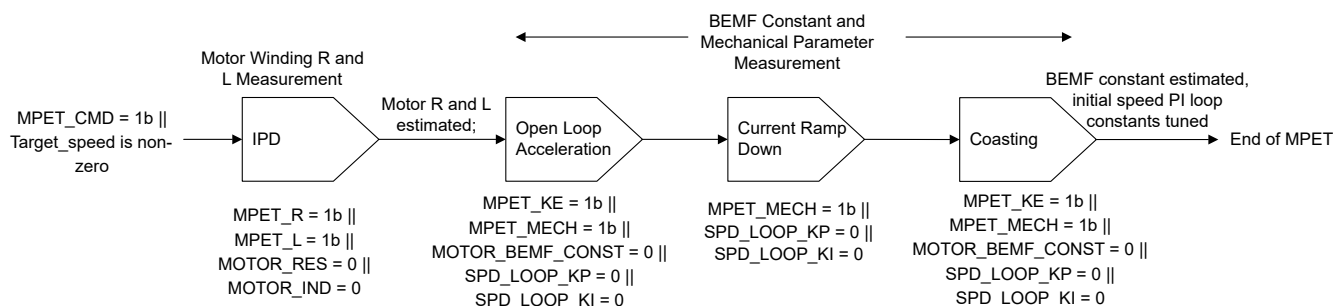 BEMF Constant and
Mechanical Parameter
Measurement
Motor Winding R and
L Measurement
MPET_CMD = 1b ||
Target_speed is non-
zero
IPD
Motor R and L
estimated;
Open Loop
Acceleration
Current Ramp
Down
Coasting
BEMF constant estimated,
initial speed PI loop
constants tuned
End of MPET
MPET_R = 1b ||
MPET_L = 1b ||
MOTOR_RES = 0 ||
MOTOR_IND = 0
MPET_KE = 1b ||
MPET_MECH = 1b ||
MOTOR_BEMF_CONST = 0 ||
SPD_LOOP_KP = 0 ||
SPD_LOOP_KI = 0
MPET_MECH = 1b ||
SPD_LOOP_KP = 0 ||
SPD_LOOP_KI = 0
MPET_KE = 1b ||
MPET_MECH = 1b ||
MOTOR_BEMF_CONST = 0 ||
SPD_LOOP_KP = 0 ||
SPD_LOOP_KI = 0